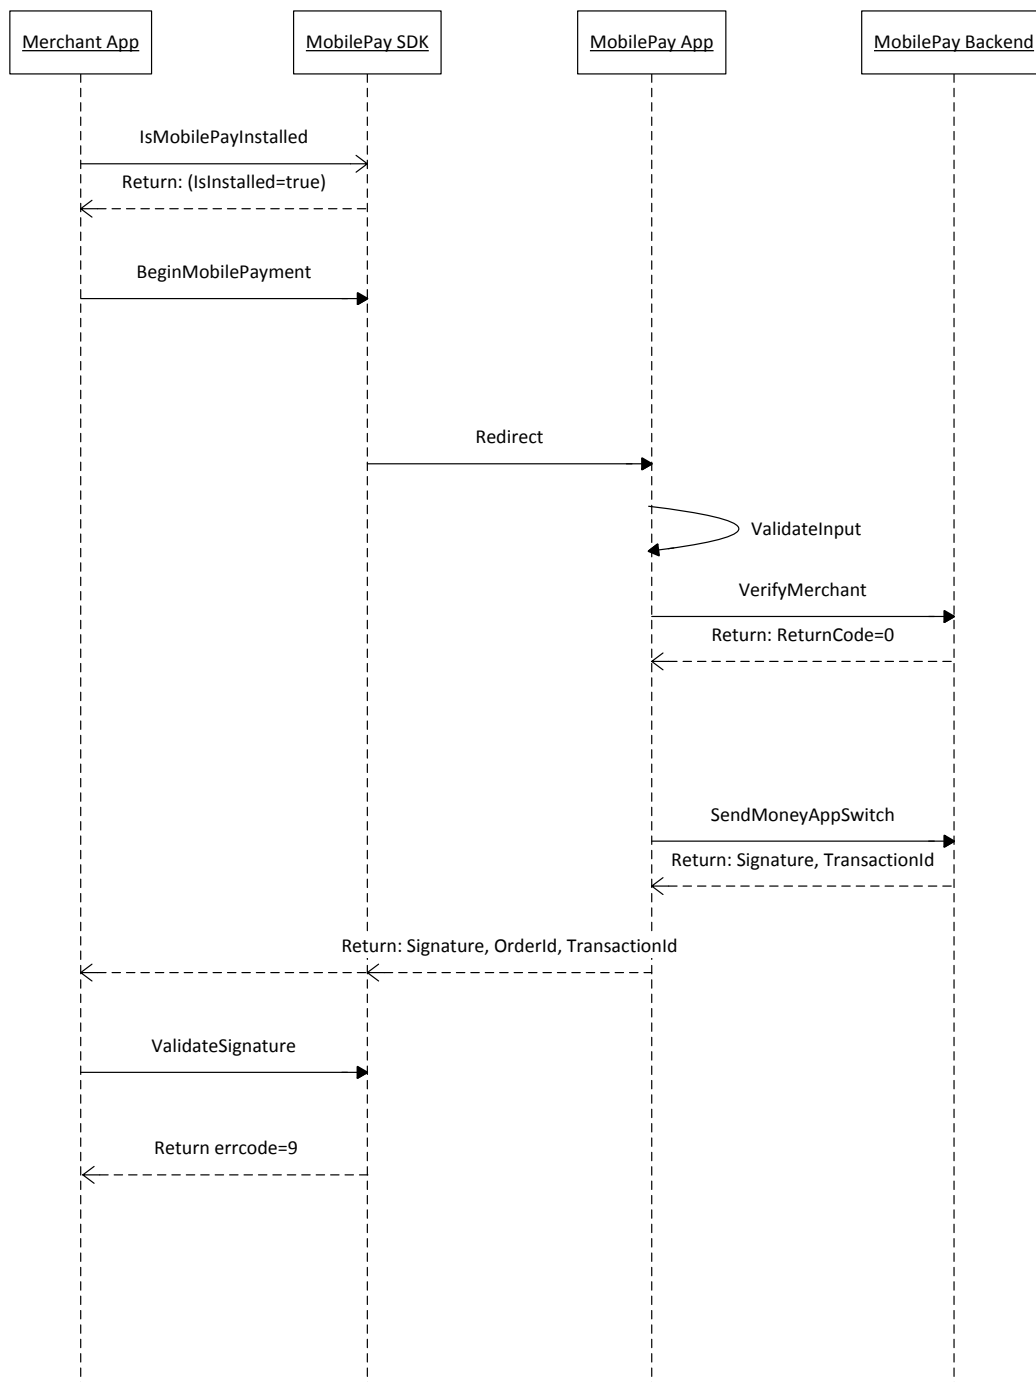 Merchant App
MobilePay SDK
MobilePay App
MobilePay Backend
IsMobilePayInstalled
Return: (IsInstalled=true)
BeginMobilePayment
Redirect
ValidateInput
VerifyMerchant
Return: ReturnCode=0
SendMoneyAppSwitch
Return: Signature, TransactionId
Return: Signature, OrderId, TransactionId
ValidateSignature
Return errcode=9